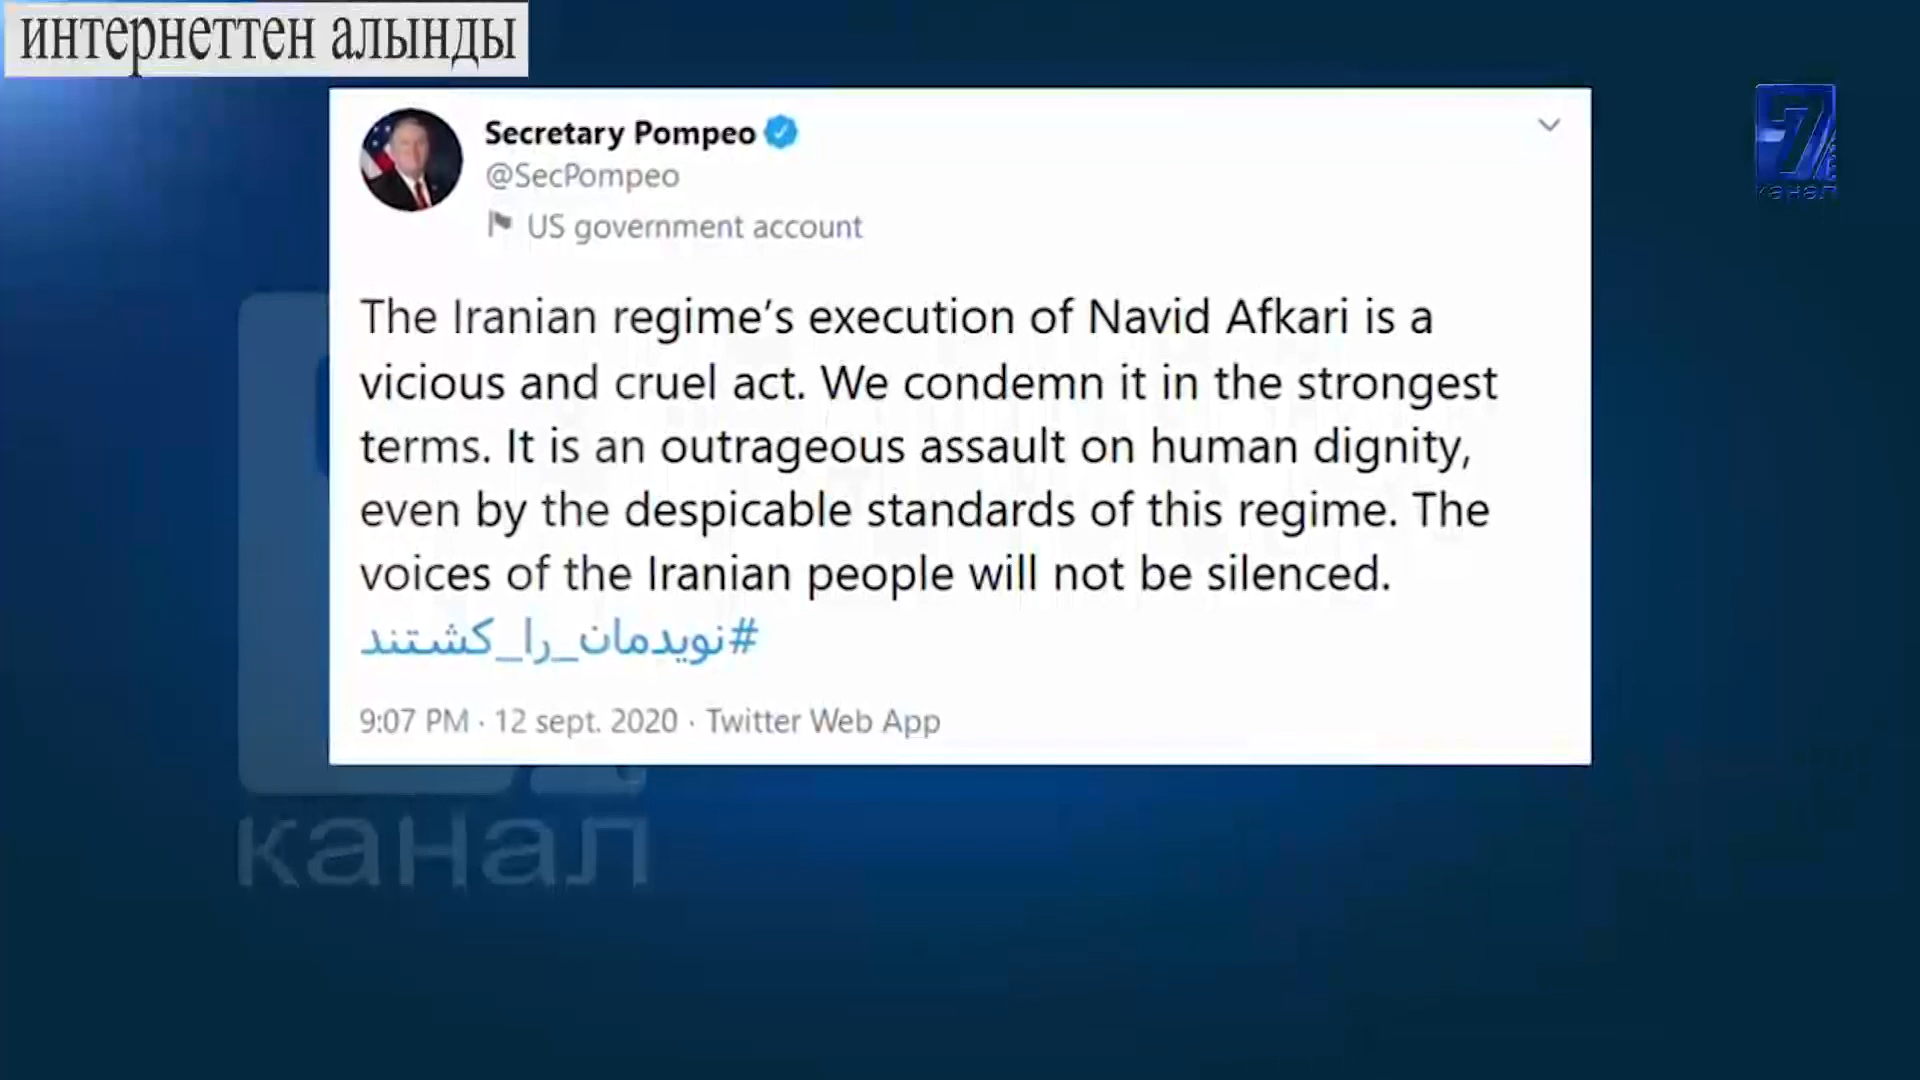 интернеттен алынды
Secretary Pompeo
@SecPompeo
US government account
The Iranian regime’s execution of Navid Afkari is a
vicious and cruel act. We condemn it in the strongest
terms. It is an outrageous assault on human dignity,
even by the despicable standards of this regime. The
voices of the Iranian people will not be silenced.
#نویدمان_را_کشتند
9:07 PM · 12 sept. 2020 · Twitter Web App
7
канал
канал